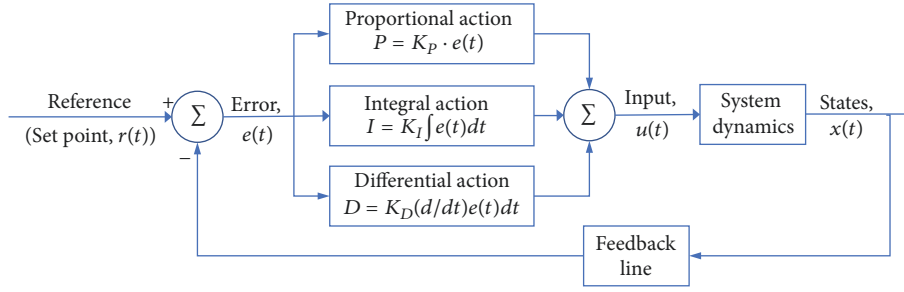 Reference
(Set point, r(t))
+
−
∑
Error,
e(t)
Proportional action
P = K_P · e(t)
Integral action
I = K_I ∫ e(t)dt
Differential action
D = K_D(d/dt)e(t)dt
∑
Input,
u(t)
System
dynamics
States,
x(t)
Feedback
line